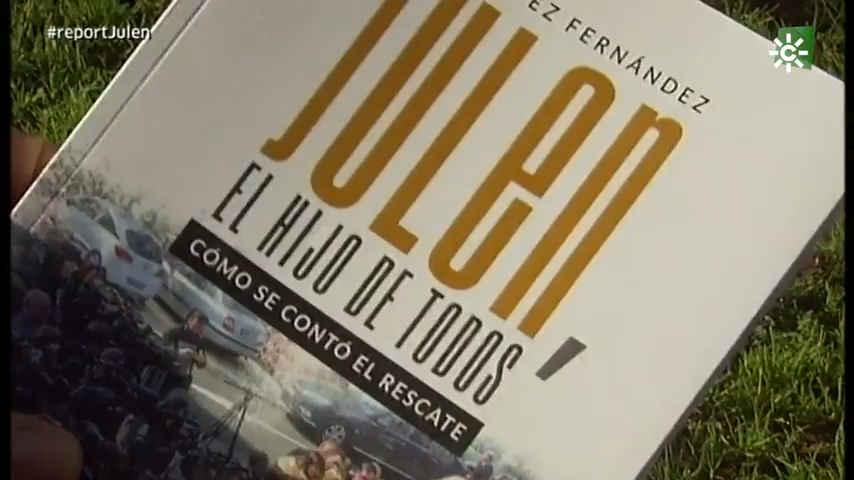 #reportJulen
EZ FERNÁNDEZ
JULEN,
EL HIJO DE TODOS
CÓMO SE CONTÓ EL RESCATE